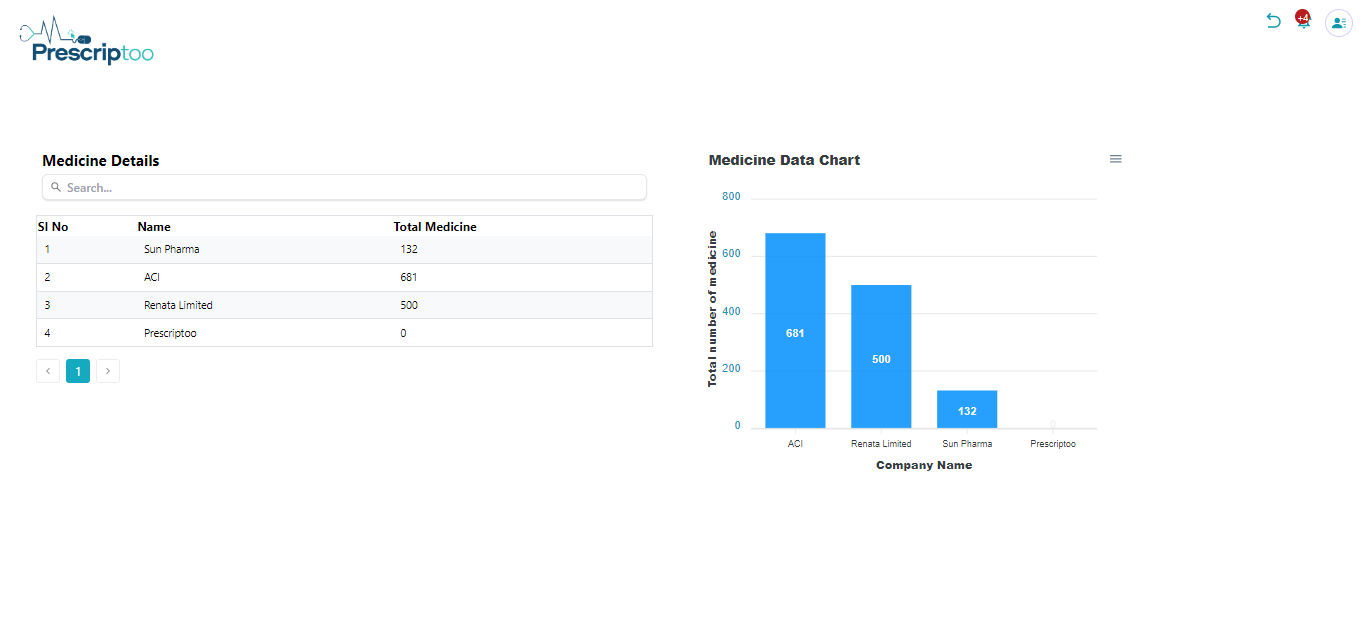 Prescriptoo
+4
Medicine Details
Search...
Sl No Name Total Medicine
1 Sun Pharma 132
2 ACI 681
3 Renata Limited 500
4 Prescriptoo 0
1
Medicine Data Chart
Total number of medicine
800
600
400
200
0
681
500
132
0
ACI Renata Limited Sun Pharma Prescriptoo
Company Name